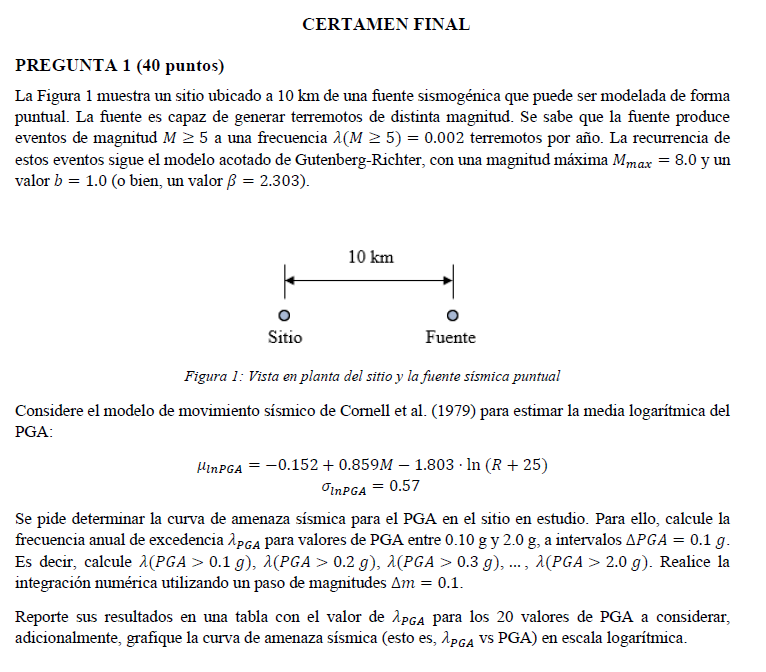 CERTAMEN FINAL
PREGUNTA 1 (40 puntos)
La Figura 1 muestra un sitio ubicado a 10 km de una fuente sismogénica que puede ser modelada de forma
puntual. La fuente es capaz de generar terremotos de distinta magnitud. Se sabe que la fuente produce
eventos de magnitud M ≥ 5 a una frecuencia λ(M ≥ 5) = 0.002 terremotos por año. La recurrencia de
estos eventos sigue el modelo acotado de Gutenberg-Richter, con una magnitud máxima M_max = 8.0 y un
valor b = 1.0 (o bien, un valor β = 2.303).
10 km
Sitio Fuente
Figura 1: Vista en planta del sitio y la fuente sísmica puntual
Considere el modelo de movimiento sísmico de Cornell et al. (1979) para estimar la media logarítmica del
PGA:
μ_lnPGA = −0.152 + 0.859M − 1.803 · ln (R + 25)
σ_lnPGA = 0.57
Se pide determinar la curva de amenaza sísmica para el PGA en el sitio en estudio. Para ello, calcule la
frecuencia anual de excedencia λ_PGA para valores de PGA entre 0.10 g y 2.0 g, a intervalos ΔPGA = 0.1 g.
Es decir, calcule λ(PGA > 0.1 g), λ(PGA > 0.2 g), λ(PGA > 0.3 g), ... , λ(PGA > 2.0 g). Realice la
integración numérica utilizando un paso de magnitudes Δm = 0.1.
Reporte sus resultados en una tabla con el valor de λ_PGA para los 20 valores de PGA a considerar,
adicionalmente, grafique la curva de amenaza sísmica (esto es, λ_PGA vs PGA) en escala logarítmica.